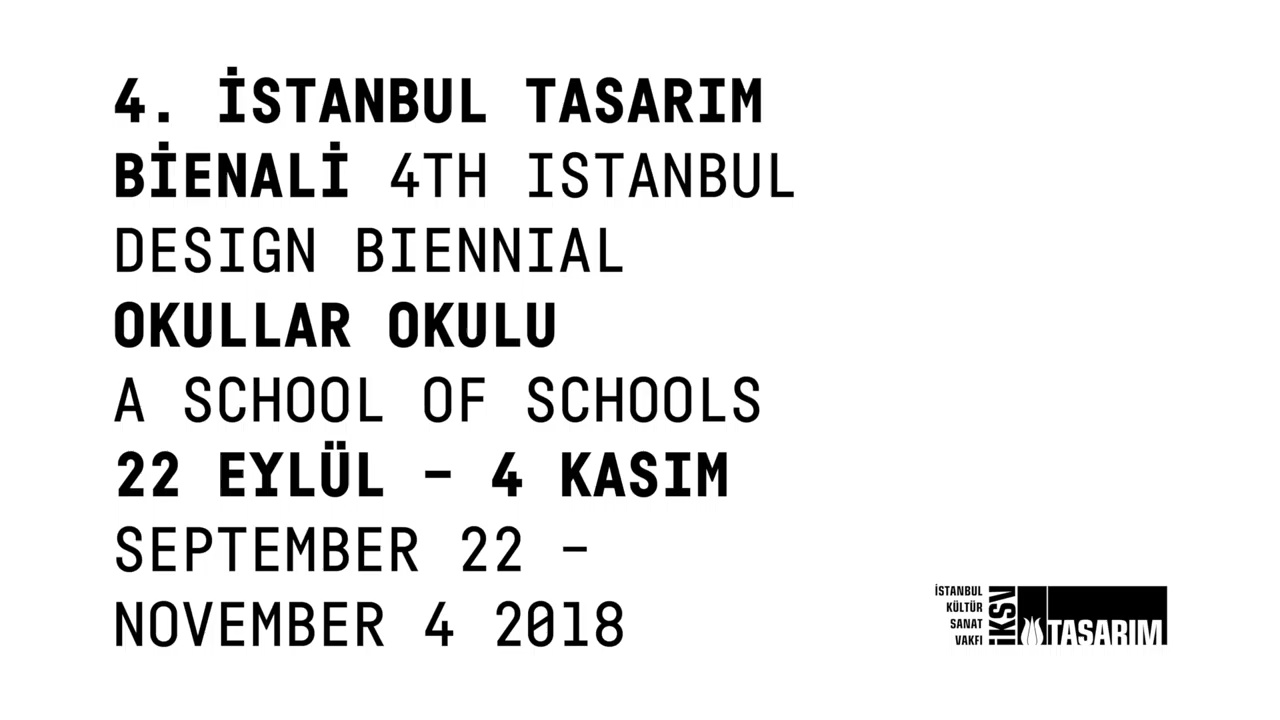 4. İSTANBUL TASARIM
BİENALİ 4TH ISTANBUL
DESIGN BIENNIAL
OKULLAR OKULU
A SCHOOL OF SCHOOLS
22 EYLÜL – 4 KASIM
SEPTEMBER 22 –
NOVEMBER 4 2018
İSTANBUL
KÜLTÜR
SANAT
VAKFI
İKSV
TASARIM